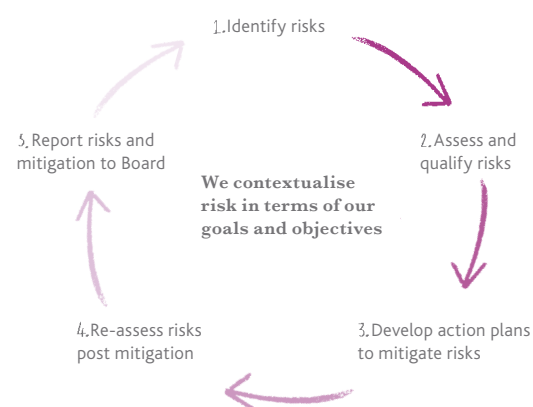 1.Identify risks
2.Assess and
qualify risks
3.Develop action plans
to mitigate risks
4.Re-assess risks
post mitigation
5.Report risks and
mitigation to Board
We contextualise
risk in terms of our
goals and objectives